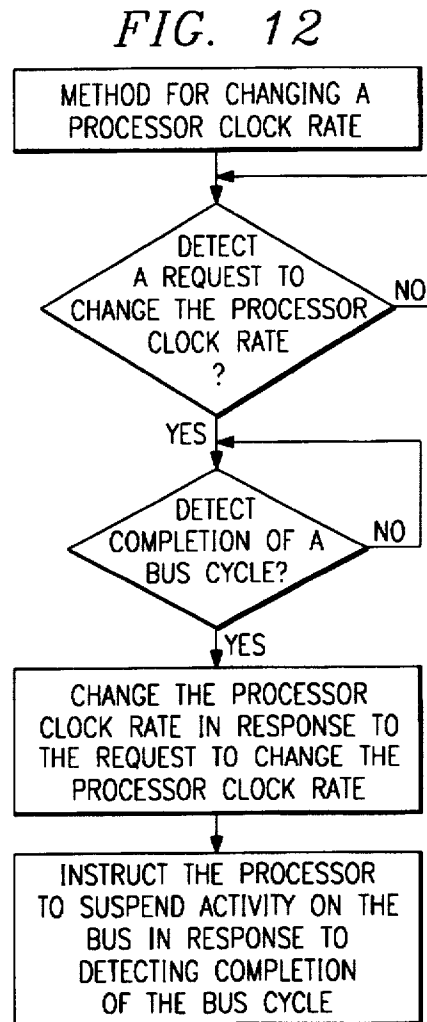 FIG. 12
METHOD FOR CHANGING A
PROCESSOR CLOCK RATE
DETECT
A REQUEST TO
CHANGE THE PROCESSOR
CLOCK RATE
?
NO
YES
DETECT
COMPLETION OF A
BUS CYCLE?
NO
YES
CHANGE THE PROCESSOR
CLOCK RATE IN RESPONSE TO
THE REQUEST TO CHANGE THE
PROCESSOR CLOCK RATE
INSTRUCT THE PROCESSOR
TO SUSPEND ACTIVITY ON THE
BUS IN RESPONSE TO
DETECTING COMPLETION
OF THE BUS CYCLE